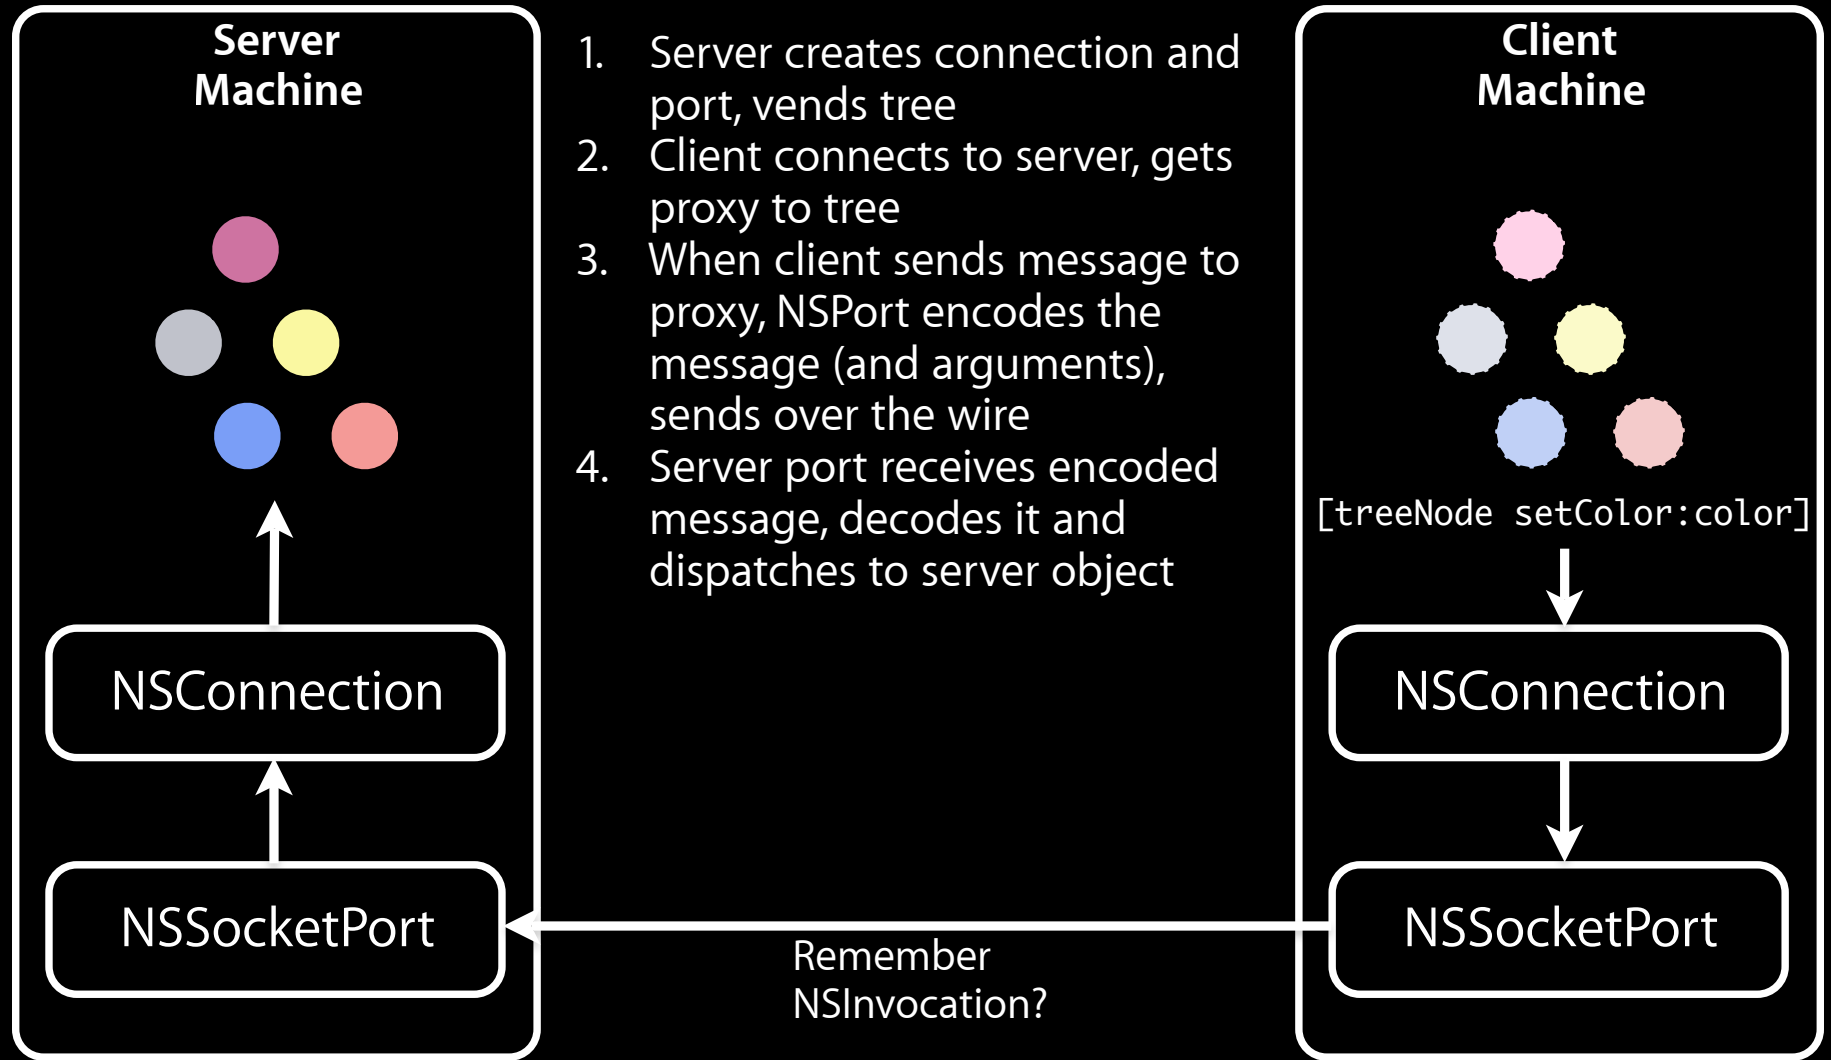 Server
Machine
1. Server creates connection and
port, vends tree
2. Client connects to server, gets
proxy to tree
3. When client sends message to
proxy, NSPort encodes the
message (and arguments),
sends over the wire
4. Server port receives encoded
message, decodes it and
dispatches to server object
Client
Machine
[treeNode setColor:color]
NSConnection
NSConnection
NSSocketPort
NSSocketPort
Remember
NSInvocation?